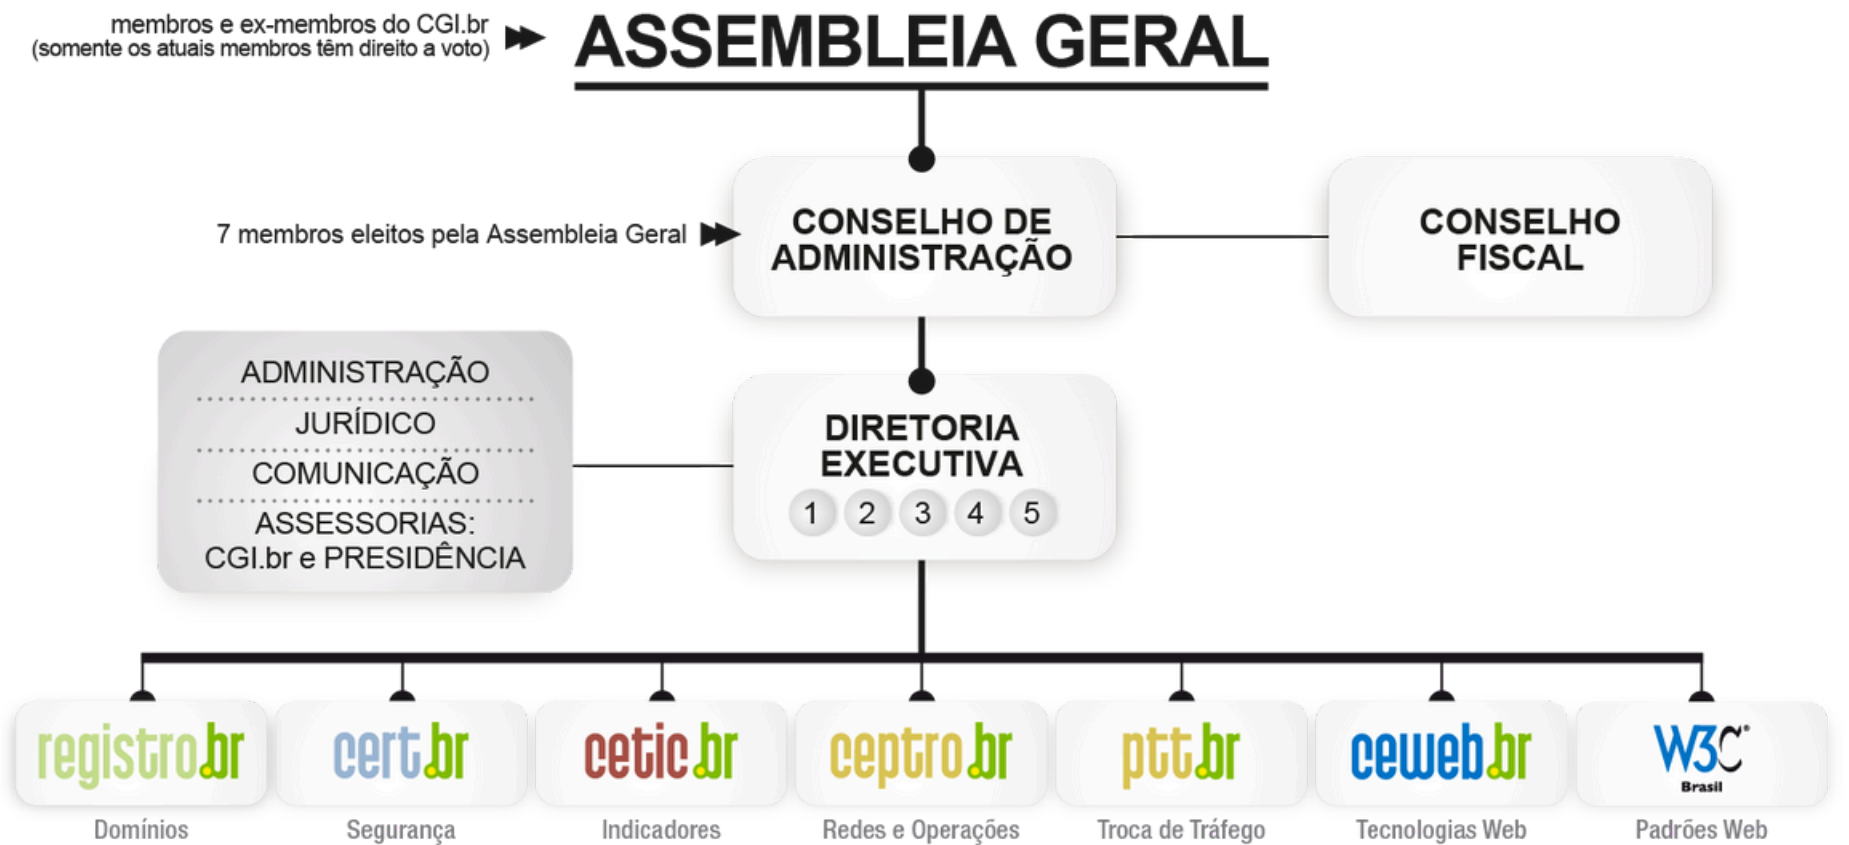 membros e ex-membros do CGI.br
(somente os atuais membros têm direito a voto)
ASSEMBLEIA GERAL
7 membros eleitos pela Assembleia Geral
CONSELHO DE
ADMINISTRAÇÃO
CONSELHO
FISCAL
ADMINISTRAÇÃO
JURÍDICO
COMUNICAÇÃO
ASSESSORIAS:
CGI.br e PRESIDÊNCIA
DIRETORIA
EXECUTIVA
1 2 3 4 5
registro.br
Domínios
cert.br
Segurança
cetic.br
Indicadores
ceptro.br
Redes e Operações
ptt.br
Troca de Tráfego
ceweb.br
Tecnologias Web
W3C®
Brasil
Padrões Web